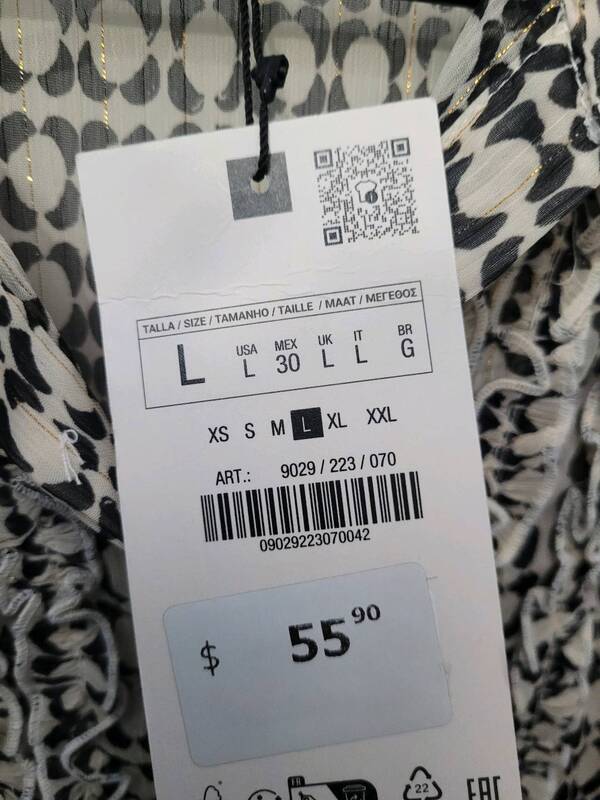 TALLA / SIZE / TAMANHO / TAILLE / MAAT / ΜΕΓΕΘΟΣ
L USA L MEX 30 UK L IT L BR G
XS S M L XL XXL
ART.: 9029 / 223 / 070
09029223070042
$ 55 90
FR 22 EAC